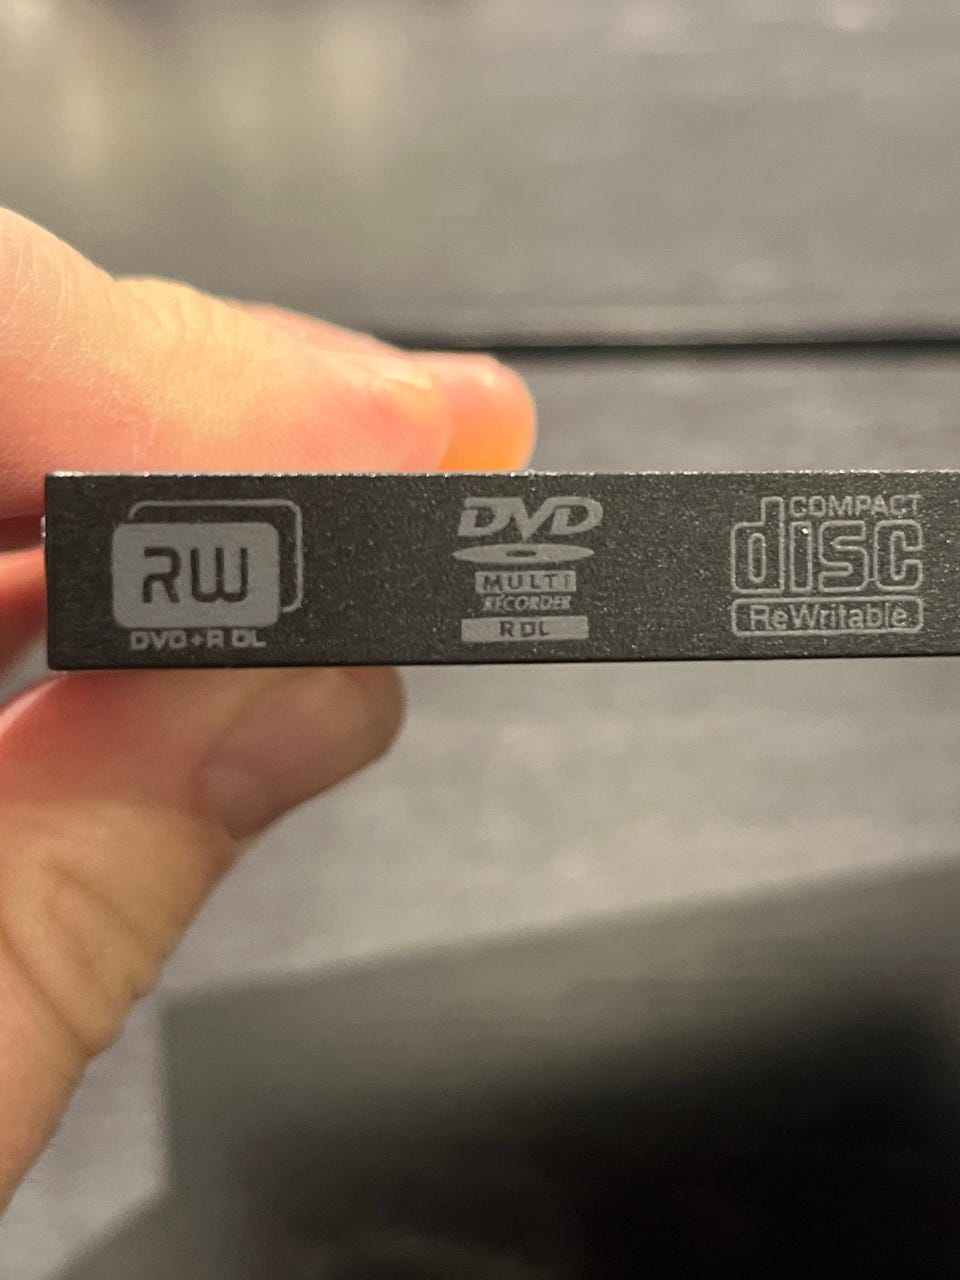 RW
DVD+R DL
DVD
MULTI
RECORDER
R DL
COMPACT
disc
ReWritable